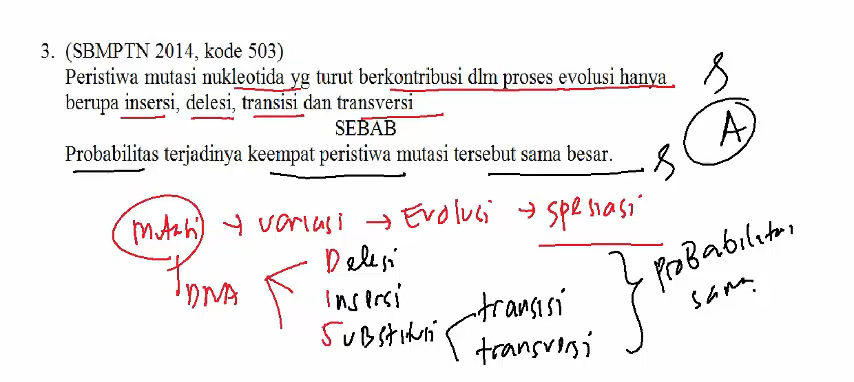 3. (SBMPTN 2014, kode 503)
Peristiwa mutasi nukleotida yg turut berkontribusi dlm proses evolusi hanya
berupa insersi, delesi, transisi dan transversi
SEBAB
Probabilitas terjadinya keempat peristiwa mutasi tersebut sama besar.
S
A
S
mutasi → variasi → Evolusi → spesiasi
DNA
Delesi
Insersi
Substitusi
transisi
transversi
probabilitas
sama